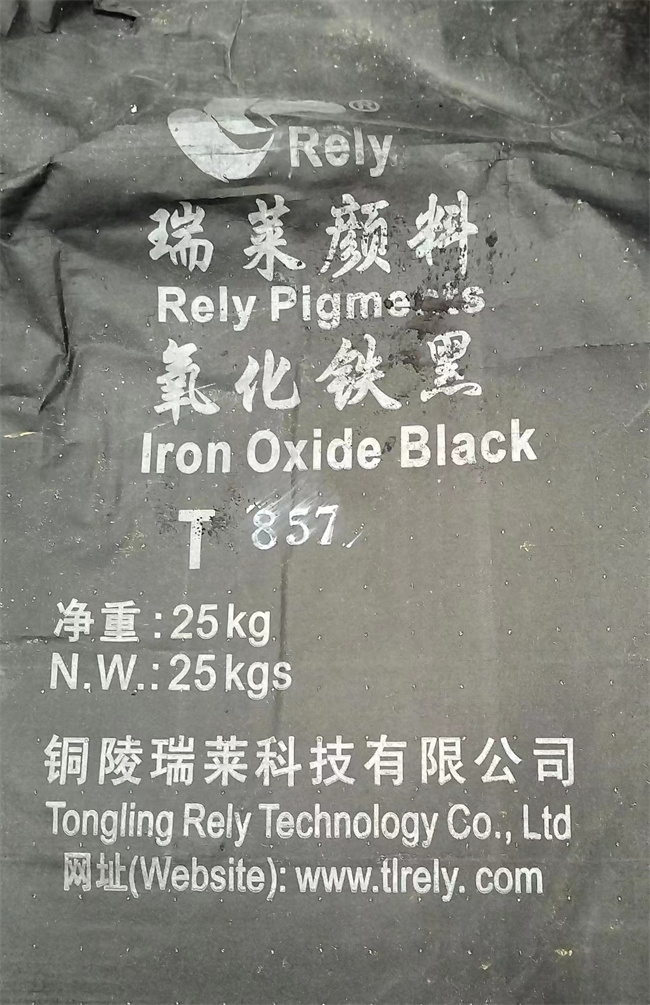 ® Rely
瑞莱颜料
Rely Pigments
氧化铁黑
Iron Oxide Black
T 857
净重:25kg
N.W.:25kgs
铜陵瑞莱科技有限公司
Tongling Rely Technology Co., Ltd
网址(Website): www.tlrely. com